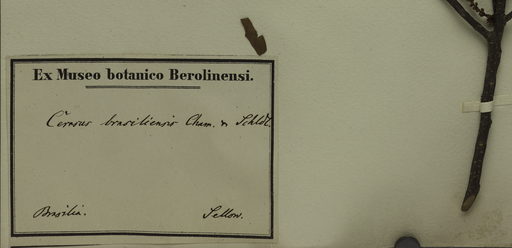 Ex Museo botanico Berolinensi.
Cerasus brasiliensis Cham. & Schldl.
Brasilia. Sellow.